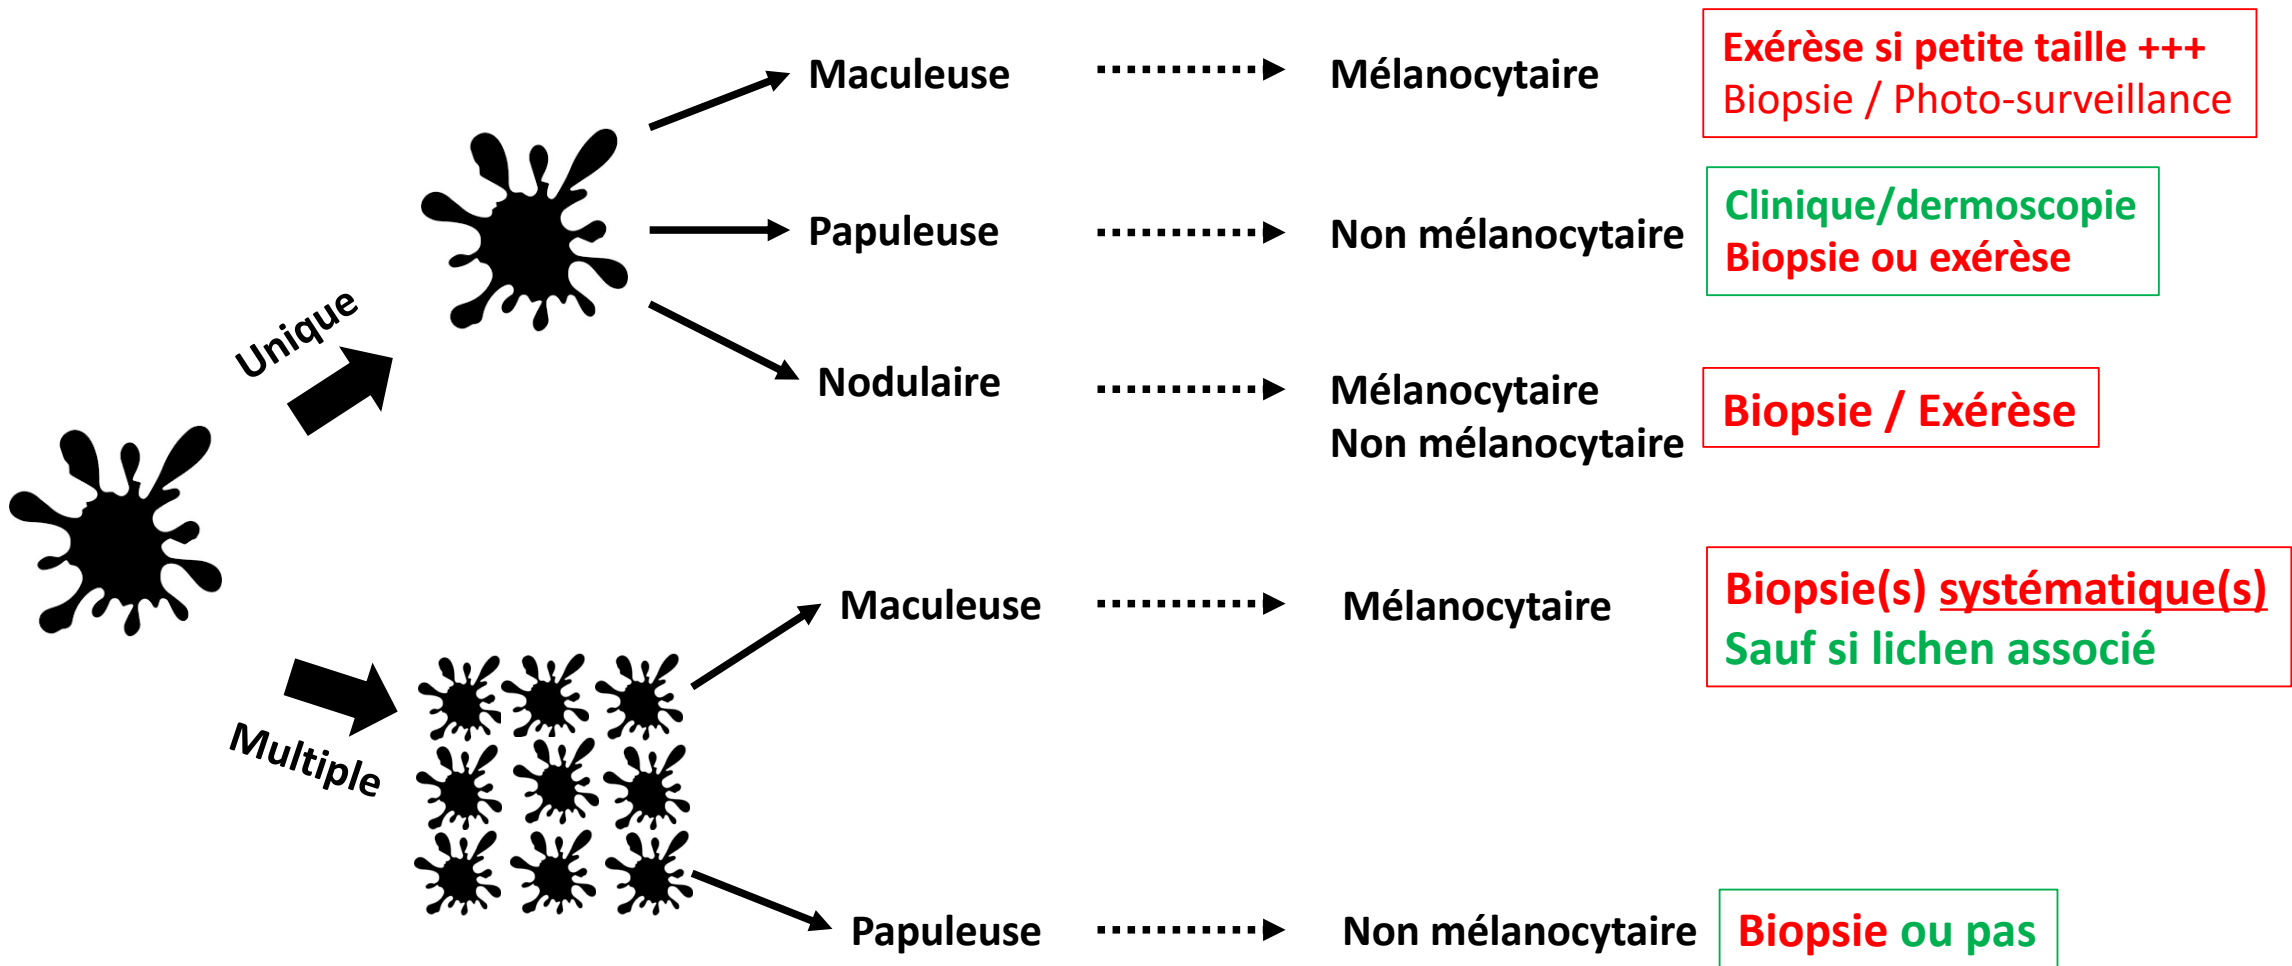 Unique
Maculeuse
Mélanocytaire
Exérèse si petite taille +++
Biopsie / Photo-surveillance
Papuleuse
Non mélanocytaire
Clinique/dermoscopie
Biopsie ou exérèse
Nodulaire
Mélanocytaire
Non mélanocytaire
Biopsie / Exérèse
Multiple
Maculeuse
Mélanocytaire
Biopsie(s) systématique(s)
Sauf si lichen associé
Papuleuse
Non mélanocytaire
Biopsie ou pas